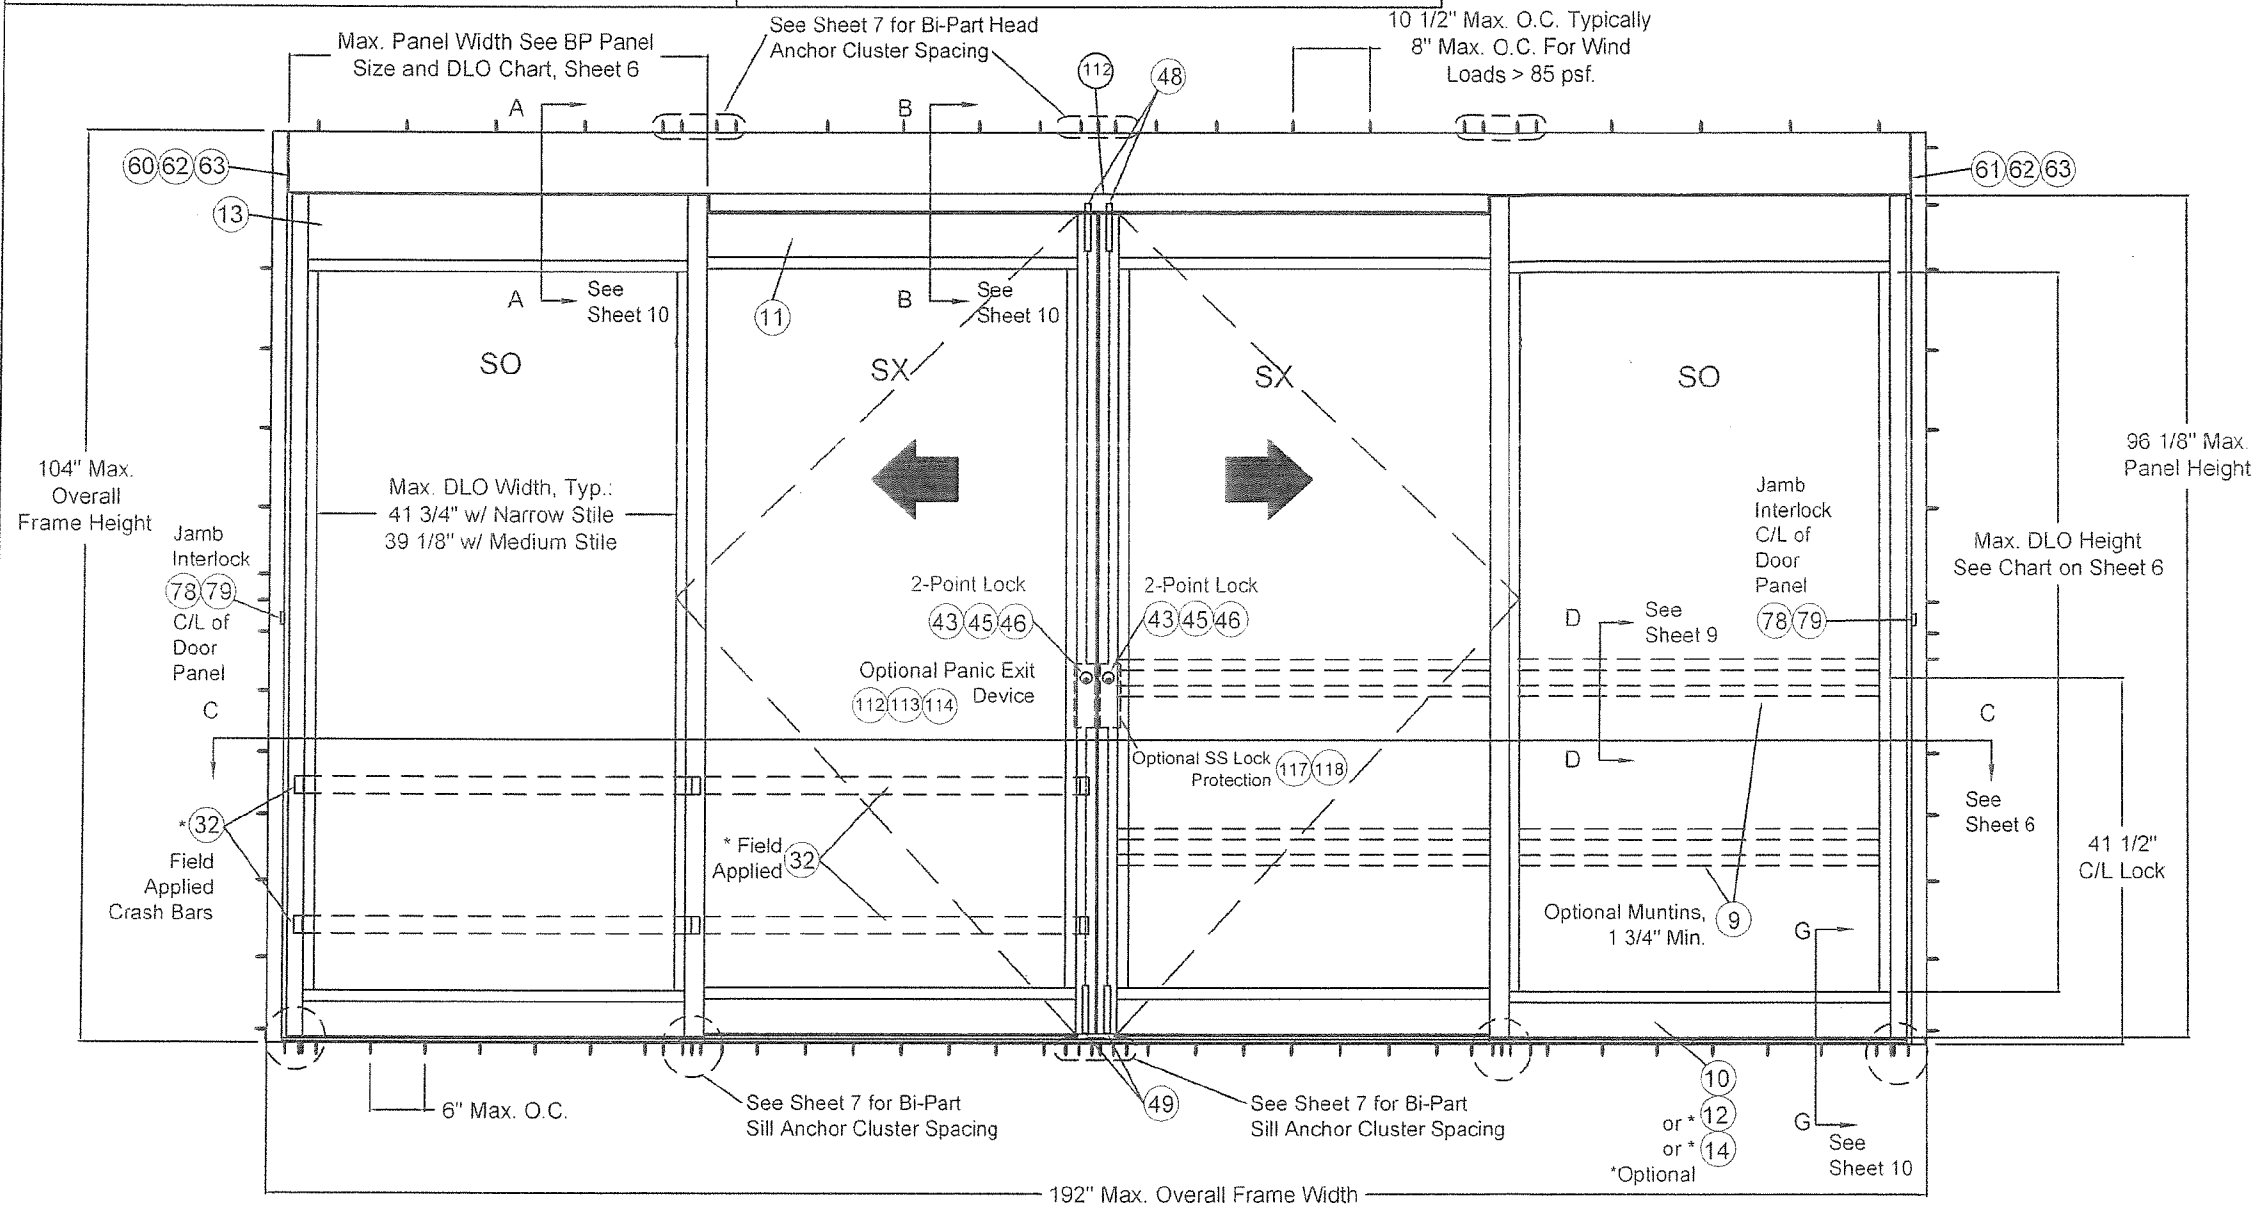 See Sheet 7 for Bi-Part Head
Anchor Cluster Spacing
10 1/2" Max. O.C. Typically
8" Max. O.C. For Wind
Loads > 85 psf.
Max. Panel Width See BP Panel
Size and DLO Chart, Sheet 6
112
48
A
B
60 62 63
61 62 63
13
A
See
Sheet 10
B
See
Sheet 10
11
SO
SX
SX
SO
104" Max.
Overall
Frame Height
96 1/8" Max.
Panel Height
Max. DLO Width, Typ.:
41 3/4" w/ Narrow Stile
39 1/8" w/ Medium Stile
Jamb
Interlock
78 79
C/L of
Door
Panel
Jamb
Interlock
C/L of
Door
Panel
78 79
Max. DLO Height
See Chart on Sheet 6
2-Point Lock
43 45 46
2-Point Lock
43 45 46
D
See
Sheet 9
Optional Panic Exit
Device
112 113 114
C
C
D
Optional SS Lock
Protection
117 118
See
Sheet 6
* 32
Field
Applied
Crash Bars
* Field
Applied
32
41 1/2"
C/L Lock
Optional Muntins,
1 3/4" Min.
9
G
6" Max. O.C.
See Sheet 7 for Bi-Part
Sill Anchor Cluster Spacing
49
See Sheet 7 for Bi-Part
Sill Anchor Cluster Spacing
10
or * 12
or * 14
*Optional
G
See
Sheet 10
192" Max. Overall Frame Width